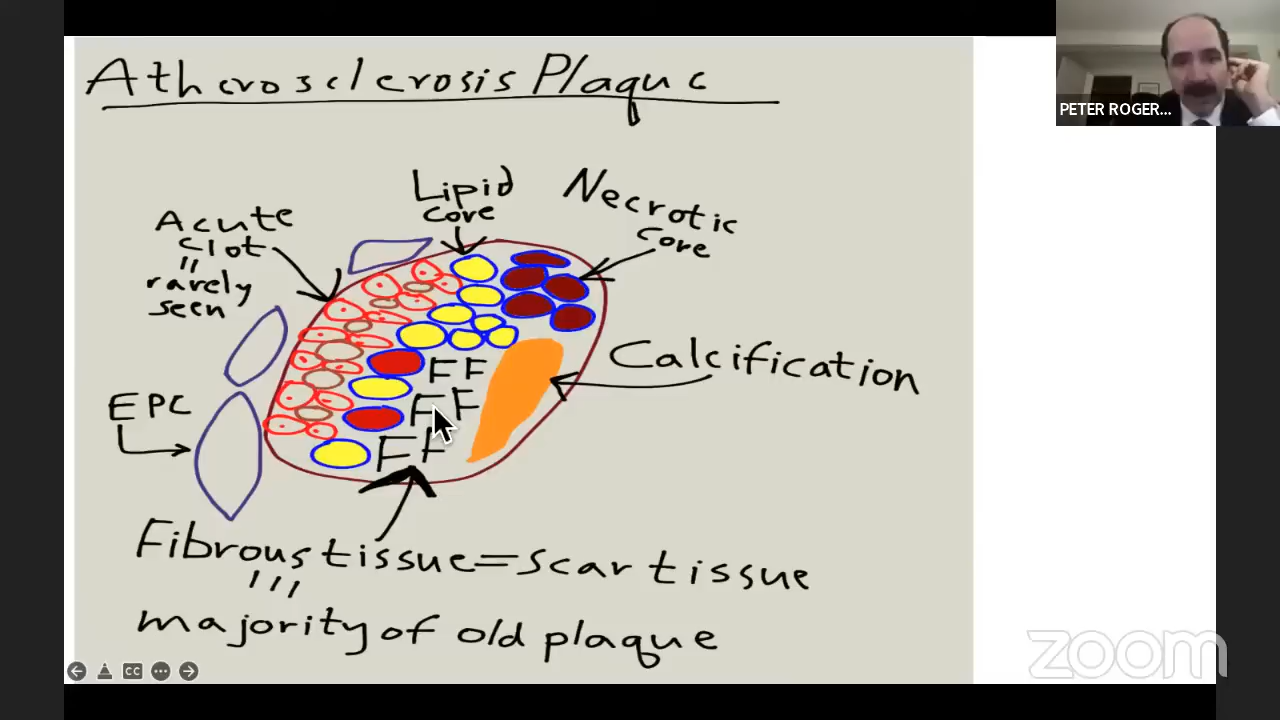 Atherosclerosis Plaque
PETER ROGER...
Lipid
core
Necrotic
core
Acute
clot
rarely
seen
Calcification
EPC
FF
FF
FF
Fibrous tissue = scar tissue
majority of old plaque
CC
zoom